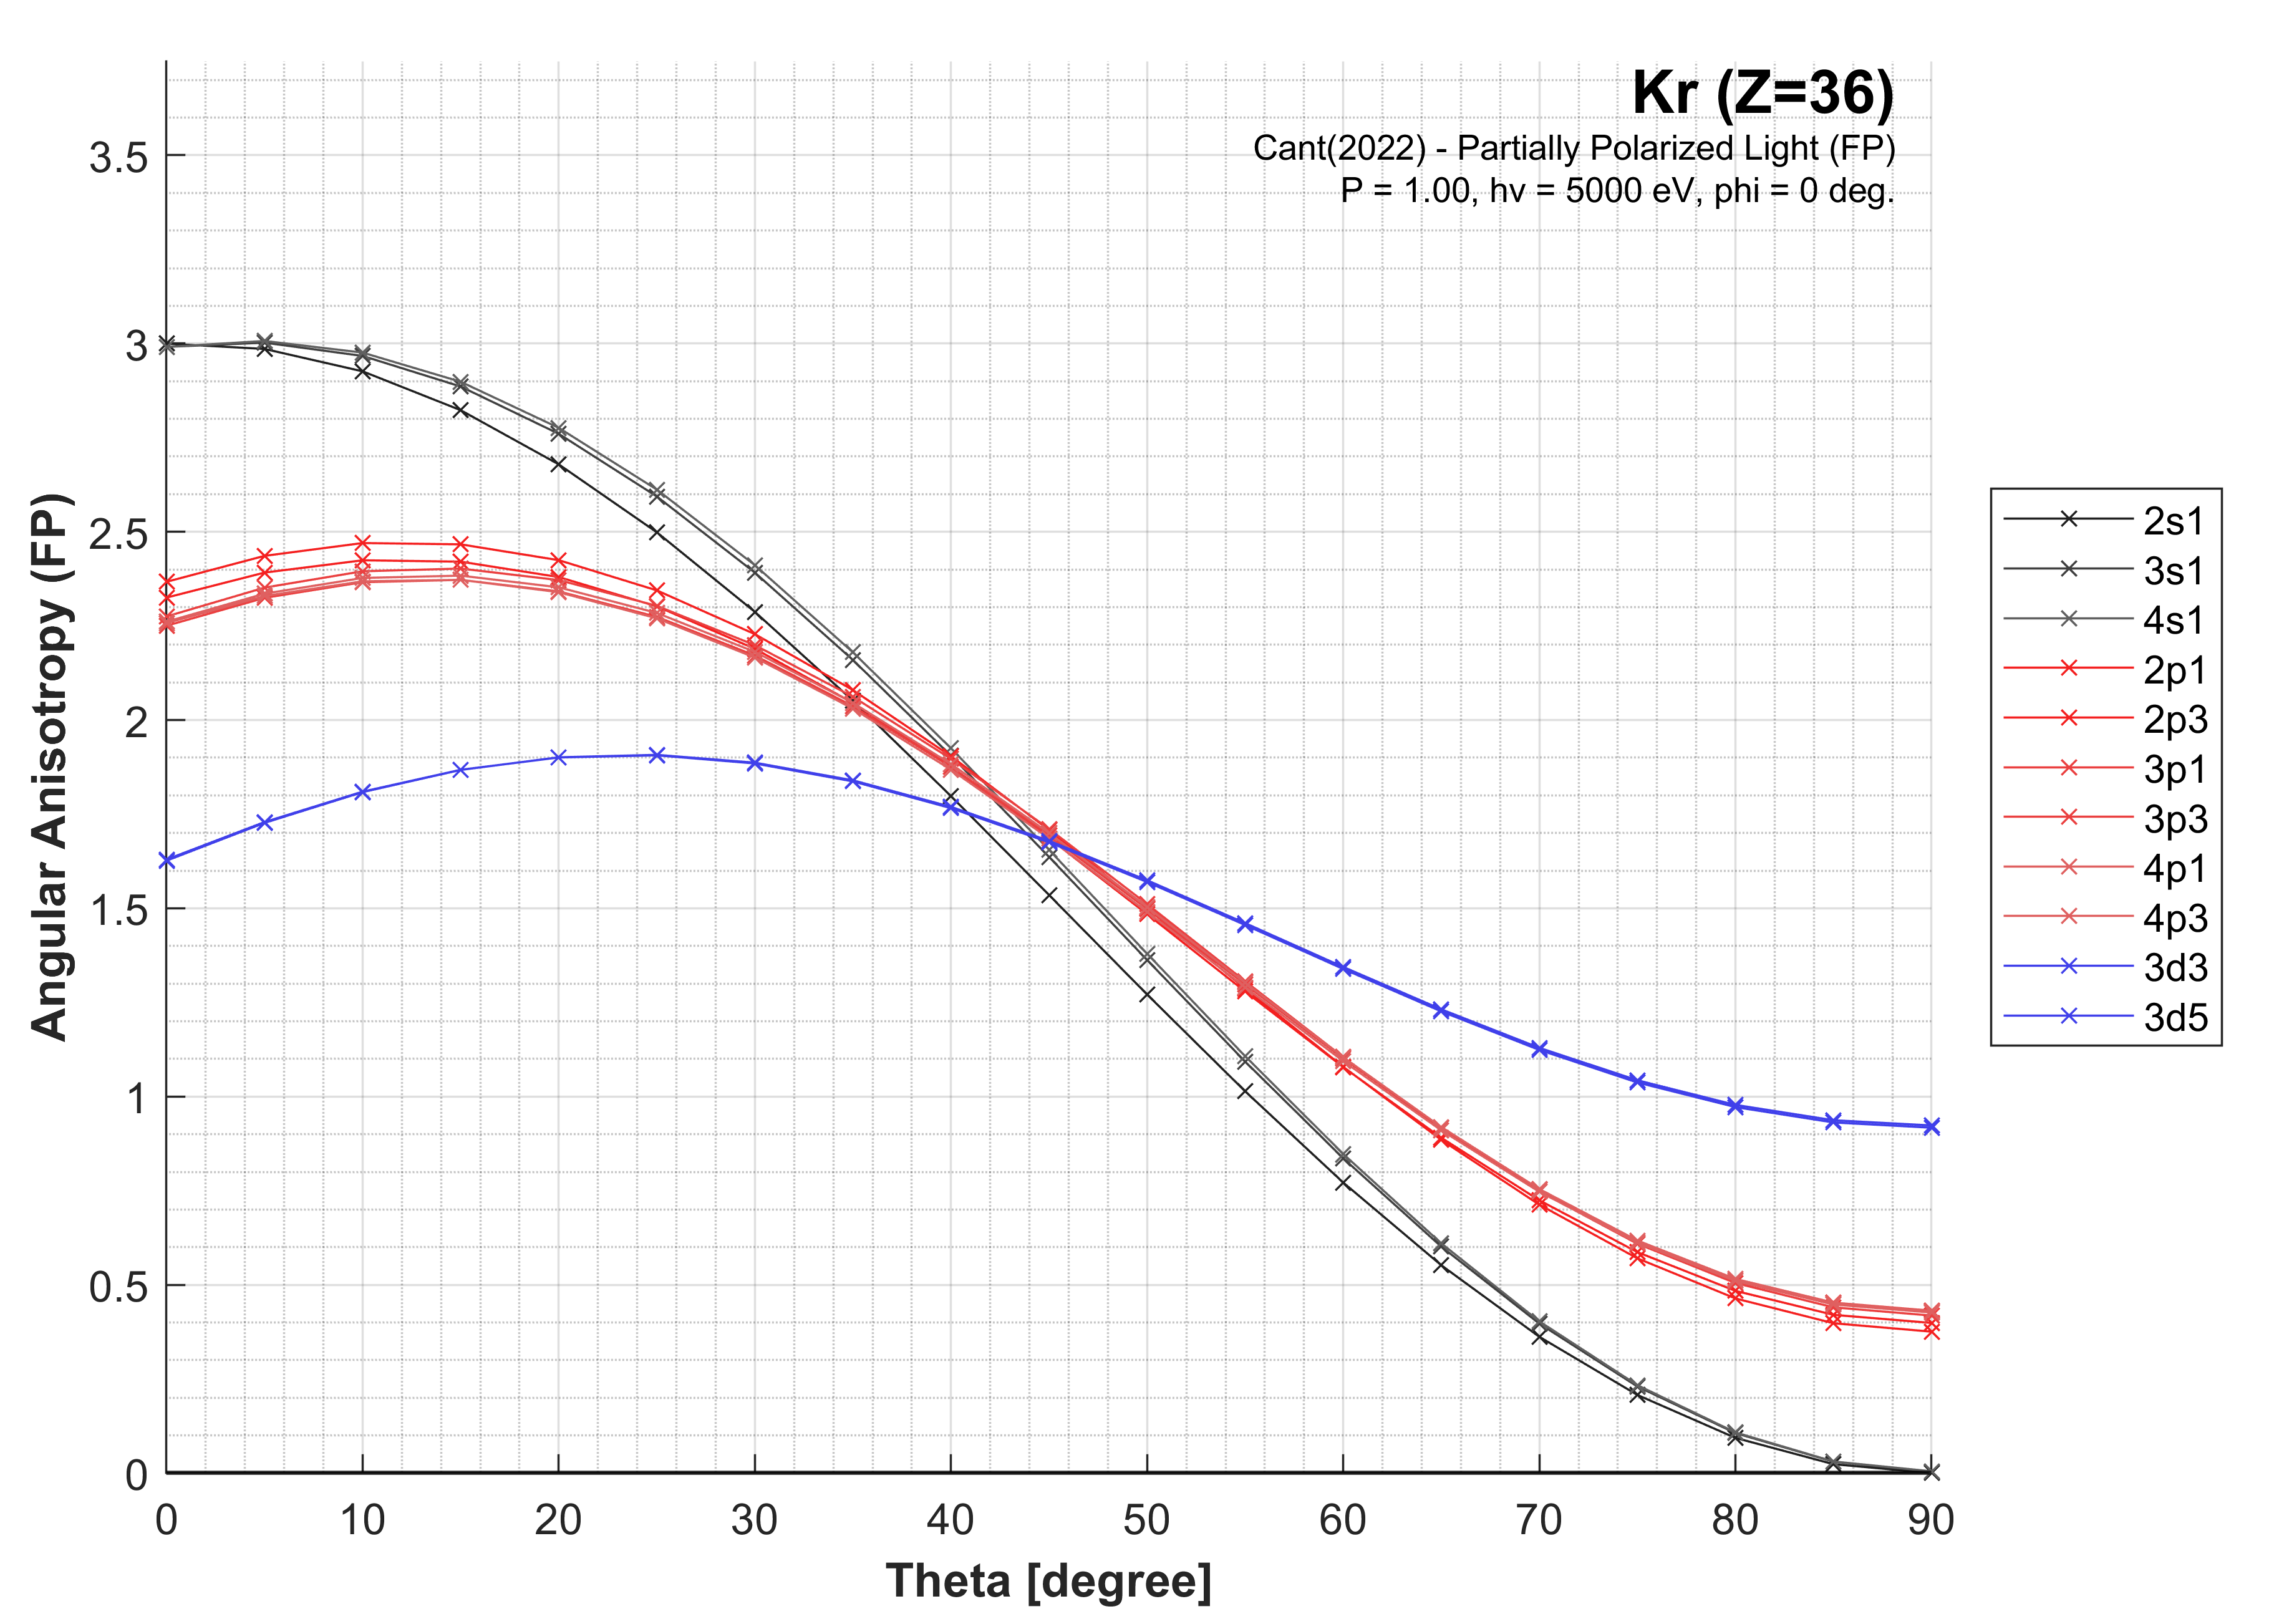 Kr (Z=36)
Cant(2022) - Partially Polarized Light (FP)
P = 1.00, hv = 5000 eV, phi = 0 deg.
Angular Anisotropy (FP)
3.5
3
2.5
2
1.5
1
0.5
0
0 10 20 30 40 50 60 70 80 90
Theta [degree]
2s1
3s1
4s1
2p1
2p3
3p1
3p3
4p1
4p3
3d3
3d5